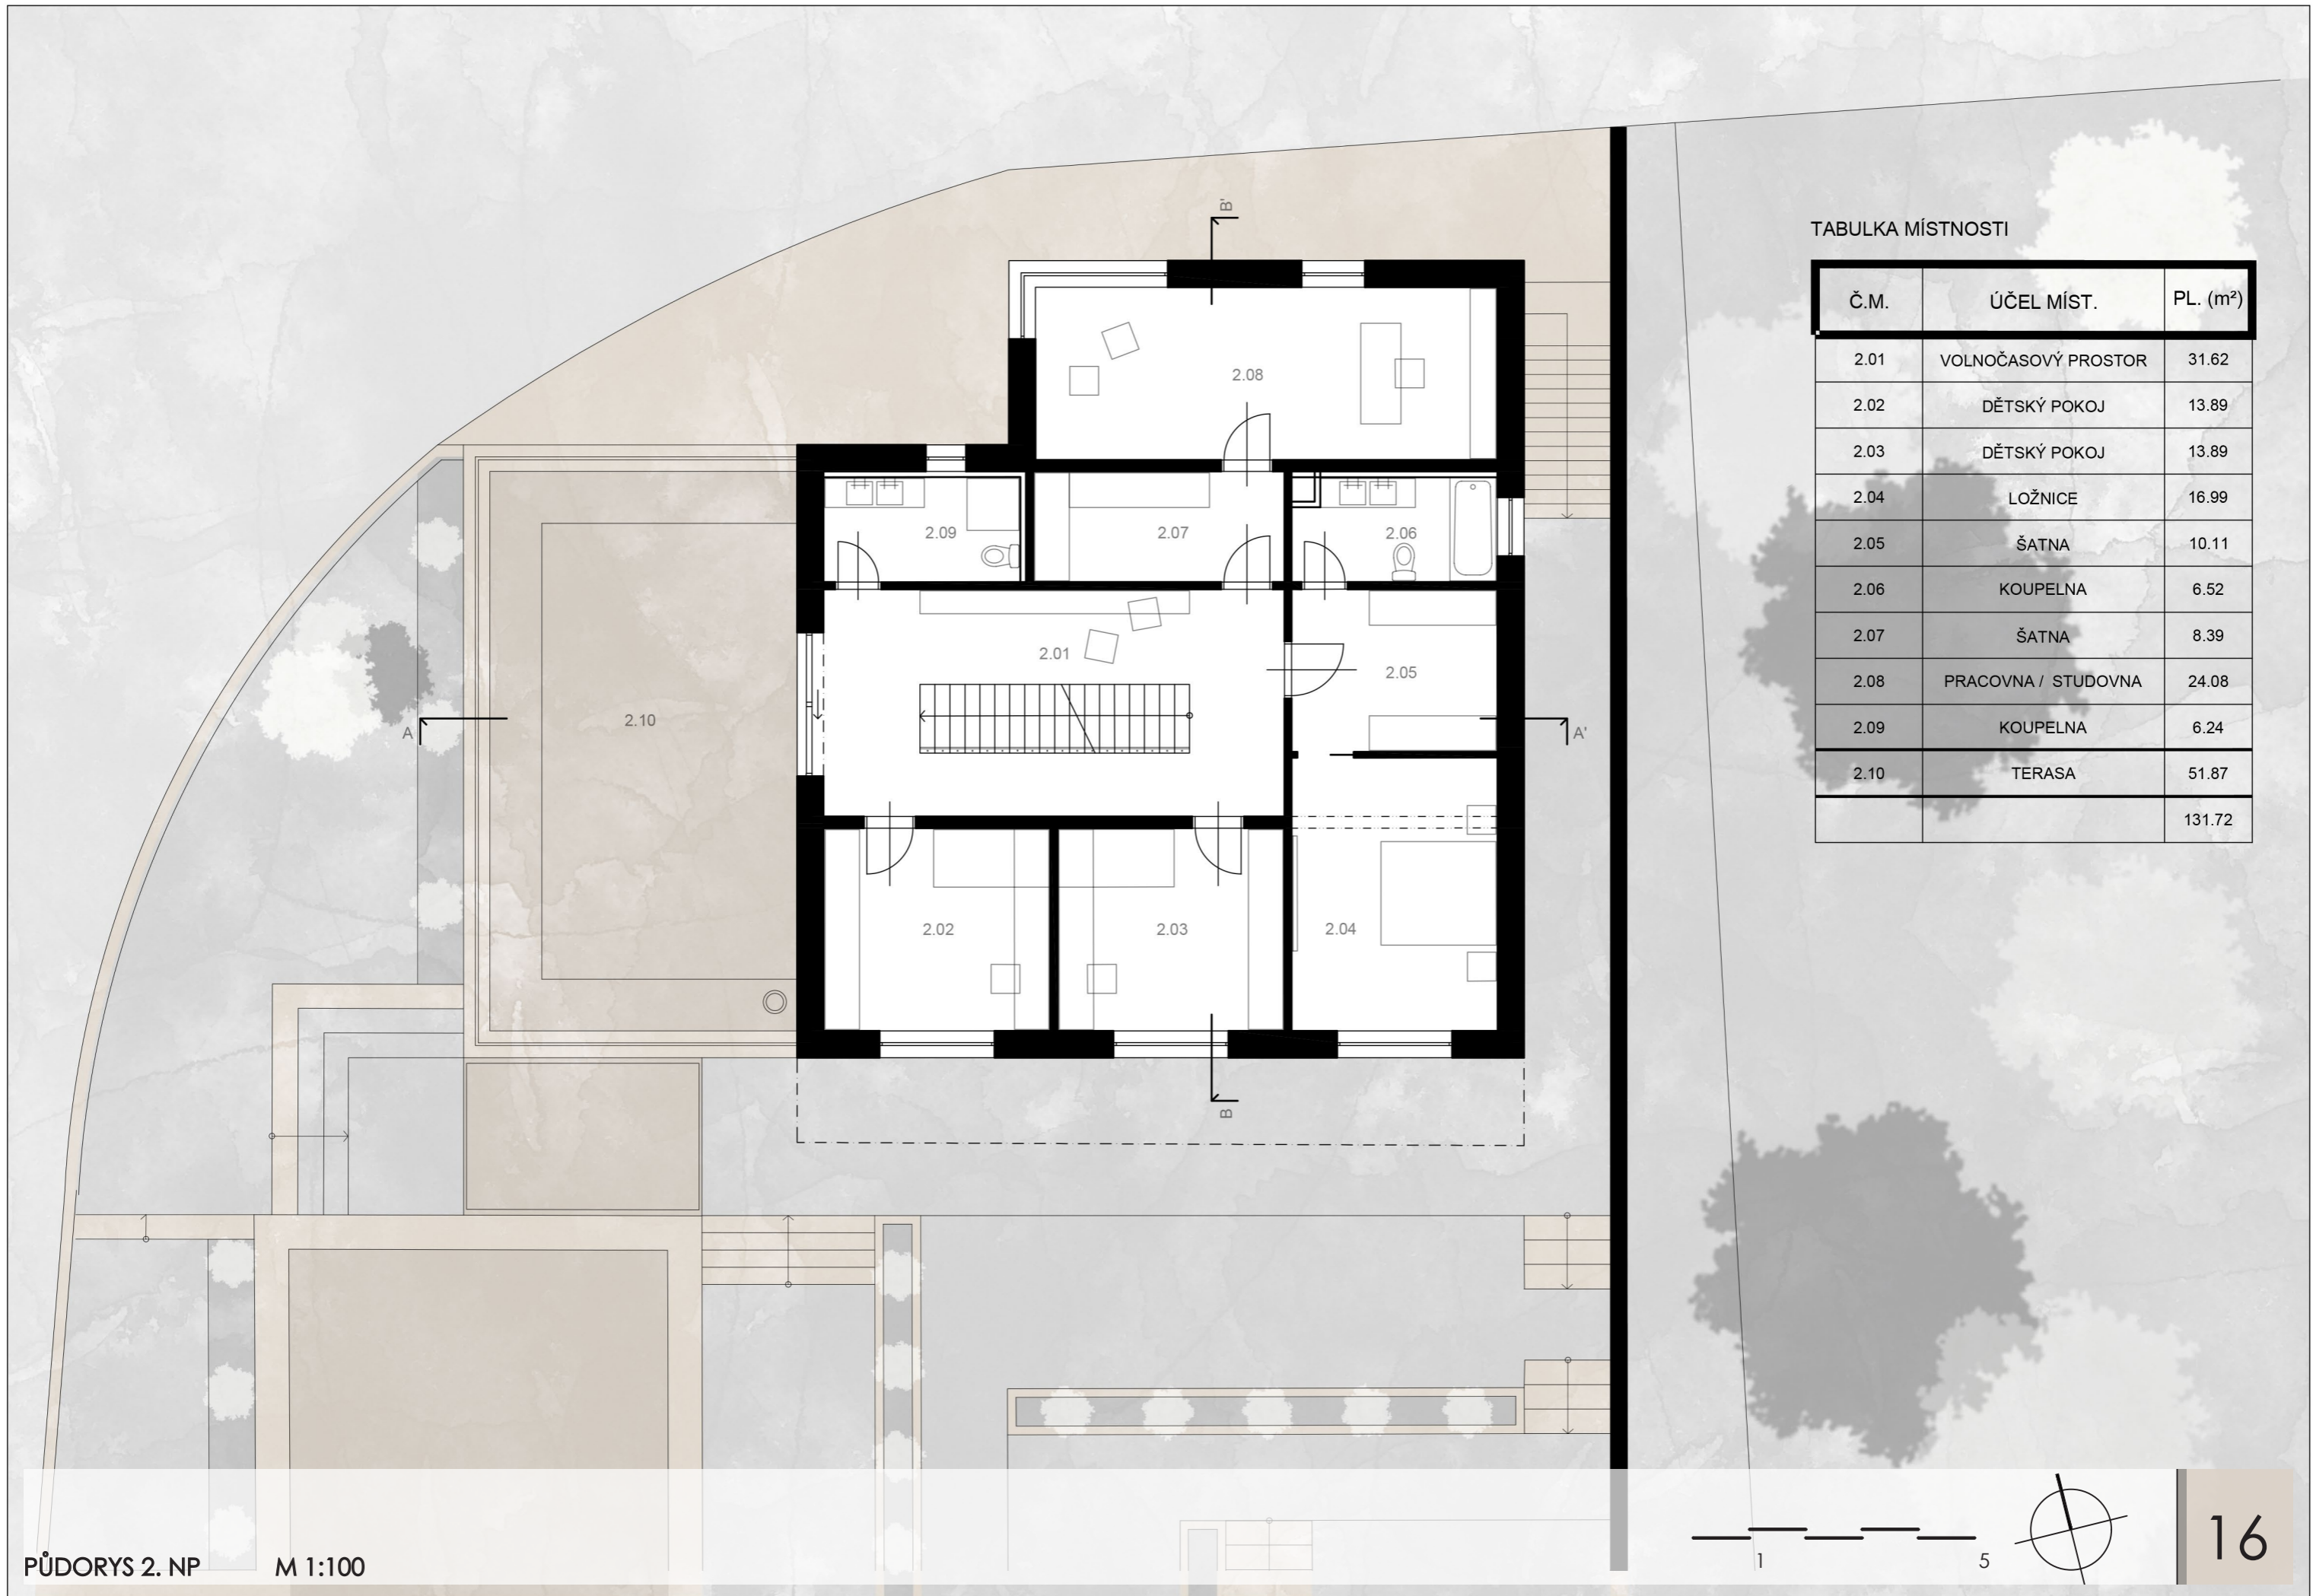 B'
TABULKA MÍSTNOSTI
Č.M. ÚČEL MÍST. PL. (m²)
2.01 VOLNOČASOVÝ PROSTOR 31.62
2.02 DĚTSKÝ POKOJ 13.89
2.03 DĚTSKÝ POKOJ 13.89
2.04 LOŽNICE 16.99
2.05 ŠATNA 10.11
2.06 KOUPELNA 6.52
2.07 ŠATNA 8.39
2.08 PRACOVNA / STUDOVNA 24.08
2.09 KOUPELNA 6.24
2.10 TERASA 51.87
131.72
2.08
2.09 2.07 2.06
2.01 2.05
2.10
A A'
2.02 2.03 2.04
B
PŮDORYS 2. NP M 1:100
1 5
16